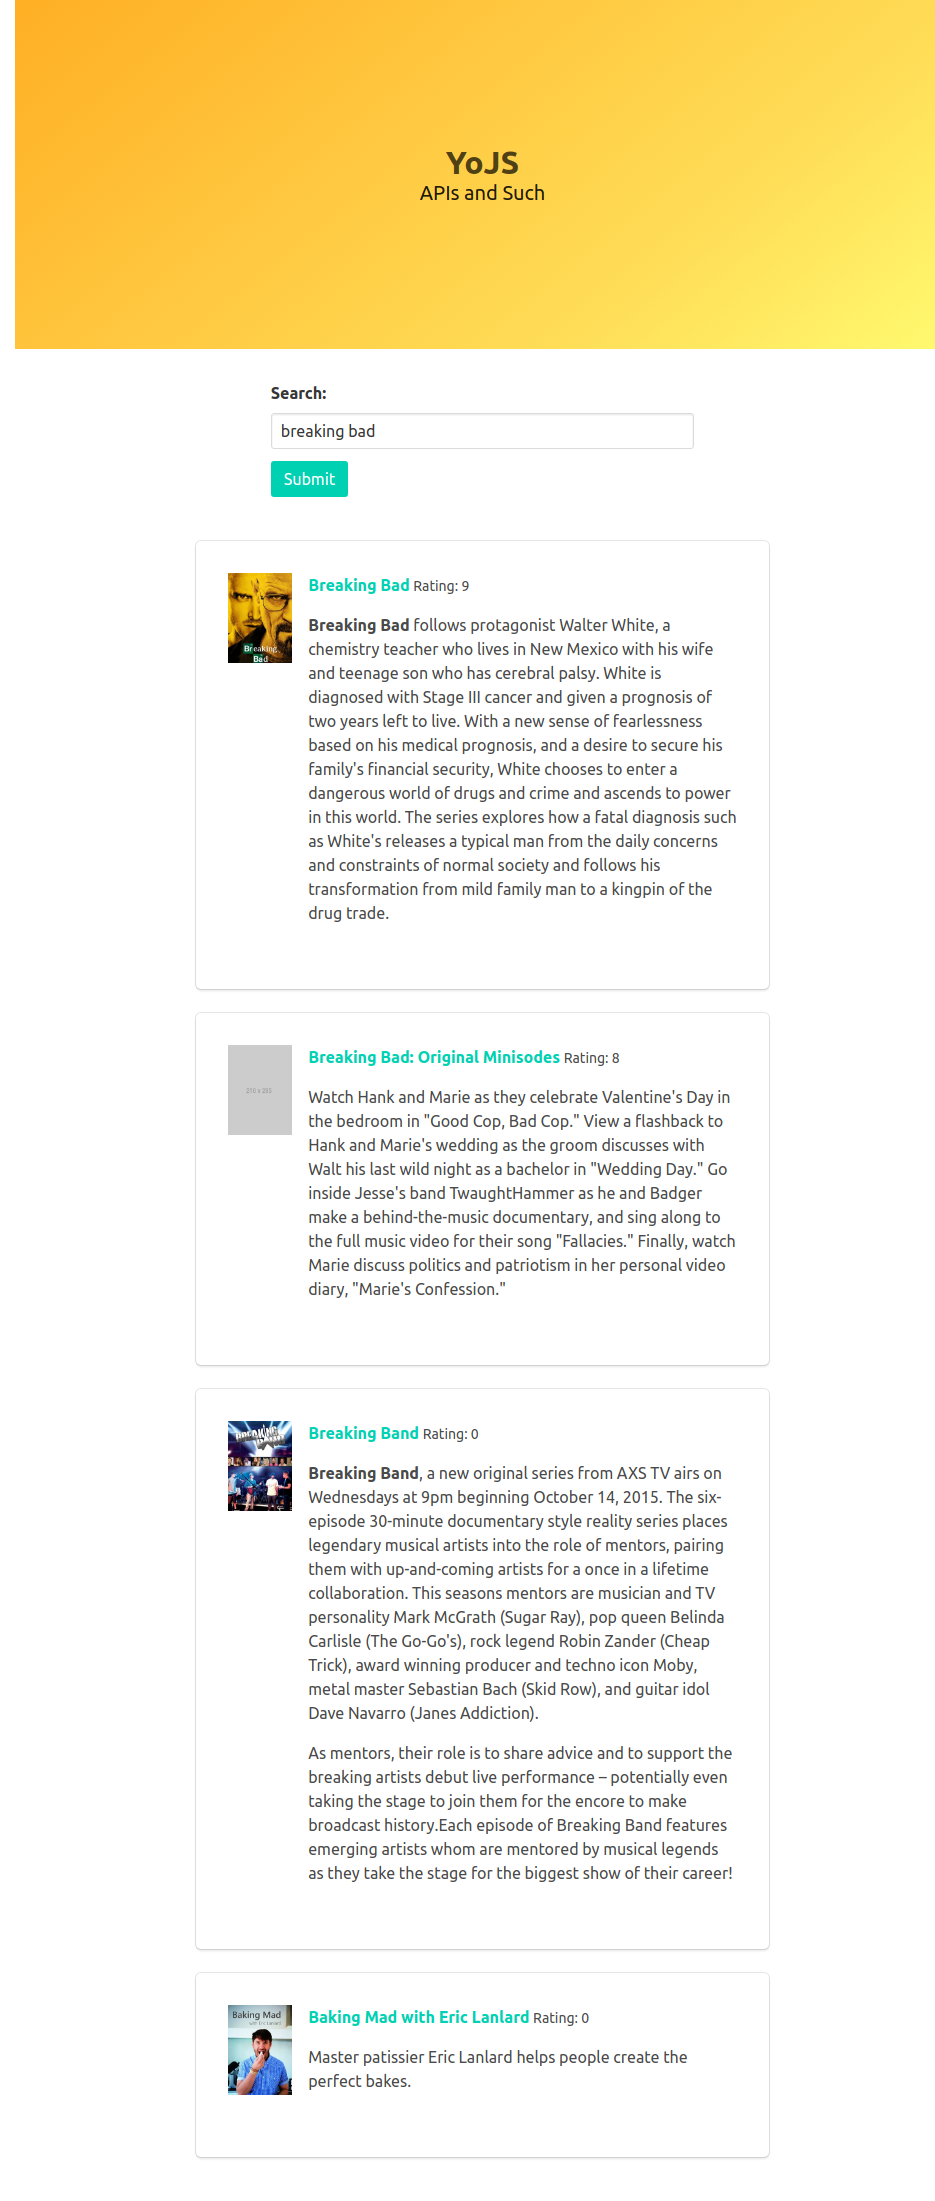 YoJS
APIs and Such
Search:
breaking bad
Submit
Breaking Bad Rating: 9
Breaking Bad follows protagonist Walter White, a
chemistry teacher who lives in New Mexico with his wife
and teenage son who has cerebral palsy. White is
diagnosed with Stage III cancer and given a prognosis of
two years left to live. With a new sense of fearlessness
based on his medical prognosis, and a desire to secure his
family's financial security, White chooses to enter a
dangerous world of drugs and crime and ascends to power
in this world. The series explores how a fatal diagnosis such
as White's releases a typical man from the daily concerns
and constraints of normal society and follows his
transformation from mild family man to a kingpin of the
drug trade.
Breaking
Bad
Breaking Bad: Original Minisodes Rating: 8
Watch Hank and Marie as they celebrate Valentine's Day in
the bedroom in "Good Cop, Bad Cop." View a flashback to
Hank and Marie's wedding as the groom discusses with
Walt his last wild night as a bachelor in "Wedding Day." Go
inside Jesse's band TwaughtHammer as he and Badger
make a behind-the-music documentary, and sing along to
the full music video for their song "Fallacies." Finally, watch
Marie discuss politics and patriotism in her personal video
diary, "Marie's Confession."
Breaking Band Rating: 0
BREAKING
BAND
Breaking Band, a new original series from AXS TV airs on
Wednesdays at 9pm beginning October 14, 2015. The six-
episode 30-minute documentary style reality series places
legendary musical artists into the role of mentors, pairing
them with up-and-coming artists for a once in a lifetime
collaboration. This seasons mentors are musician and TV
personality Mark McGrath (Sugar Ray), pop queen Belinda
Carlisle (The Go-Go's), rock legend Robin Zander (Cheap
Trick), award winning producer and techno icon Moby,
metal master Sebastian Bach (Skid Row), and guitar idol
Dave Navarro (Janes Addiction).
As mentors, their role is to share advice and to support the
breaking artists debut live performance – potentially even
taking the stage to join them for the encore to make
broadcast history.Each episode of Breaking Band features
emerging artists whom are mentored by musical legends
as they take the stage for the biggest show of their career!
Baking Mad with Eric Lanlard Rating: 0
Baking Mad
with Eric Lanlard
Master patissier Eric Lanlard helps people create the
perfect bakes.